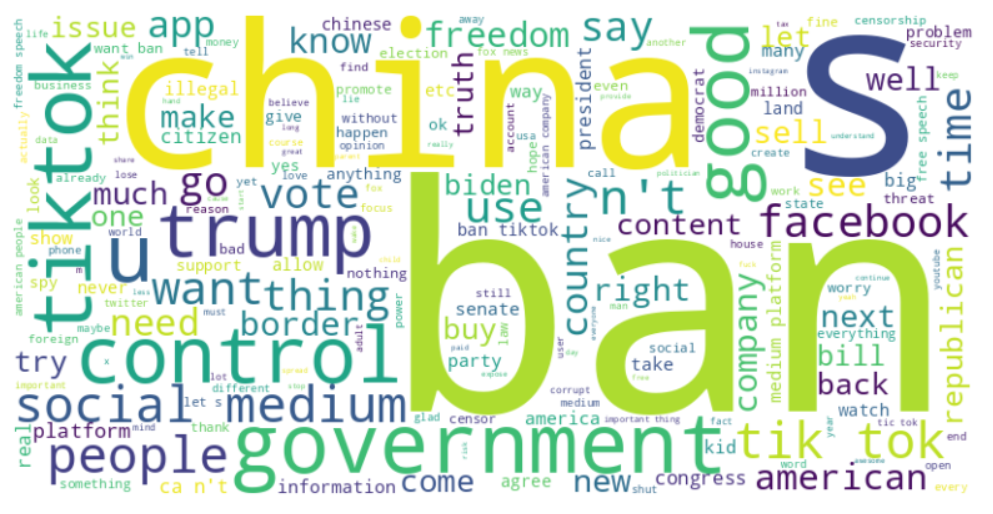 china
S
ban
tiktok
trump
control
government
social medium
people
facebook
tik tok
american
good
freedom
say
know
app
issue
think
make
citizen
illegal
give
believe
happen
without
opinion
truth
president
let
well
problem
censorship
security
fine
many
million
land
sell
see
time
free speech
democrat
american company
usa
account
hope
way
etc
promote
election
fox news
chinese
find
tell
money
want ban
business
life
actually freedom speech
data
already
look
much
go
vote
biden
use
n't
country
content
ban tiktok
u
want
thing
need
border
one
show
spy
never
phone
world
reason
bad
support
allow
nothing
anything
yes
yet
love
course
long
great
ok
really
lie
hand
share
lose
focus
fox
twitter
maybe
foreign
try
important
different
lot
must
less
m
x
real
platform
mind
thank
let s
something
ca n't
information
come
agree
new
shut
congress
kid
america
glad
censor
medium
corrupt
important thing
fact
party
buy
senate
still
law
right
social
take
user
day
man
everyone
free
paid
expose
risk
company
medium platform
house
call
nice
politician
work
state
create
big
threat
understand
keep
instagram
tax
another
away
even
provide
republican
next
everything
worry
continue
youtube
bill
back
watch
tic tok
year
word
awesome
end
open
every
american people
power
adult
child
stop
spread